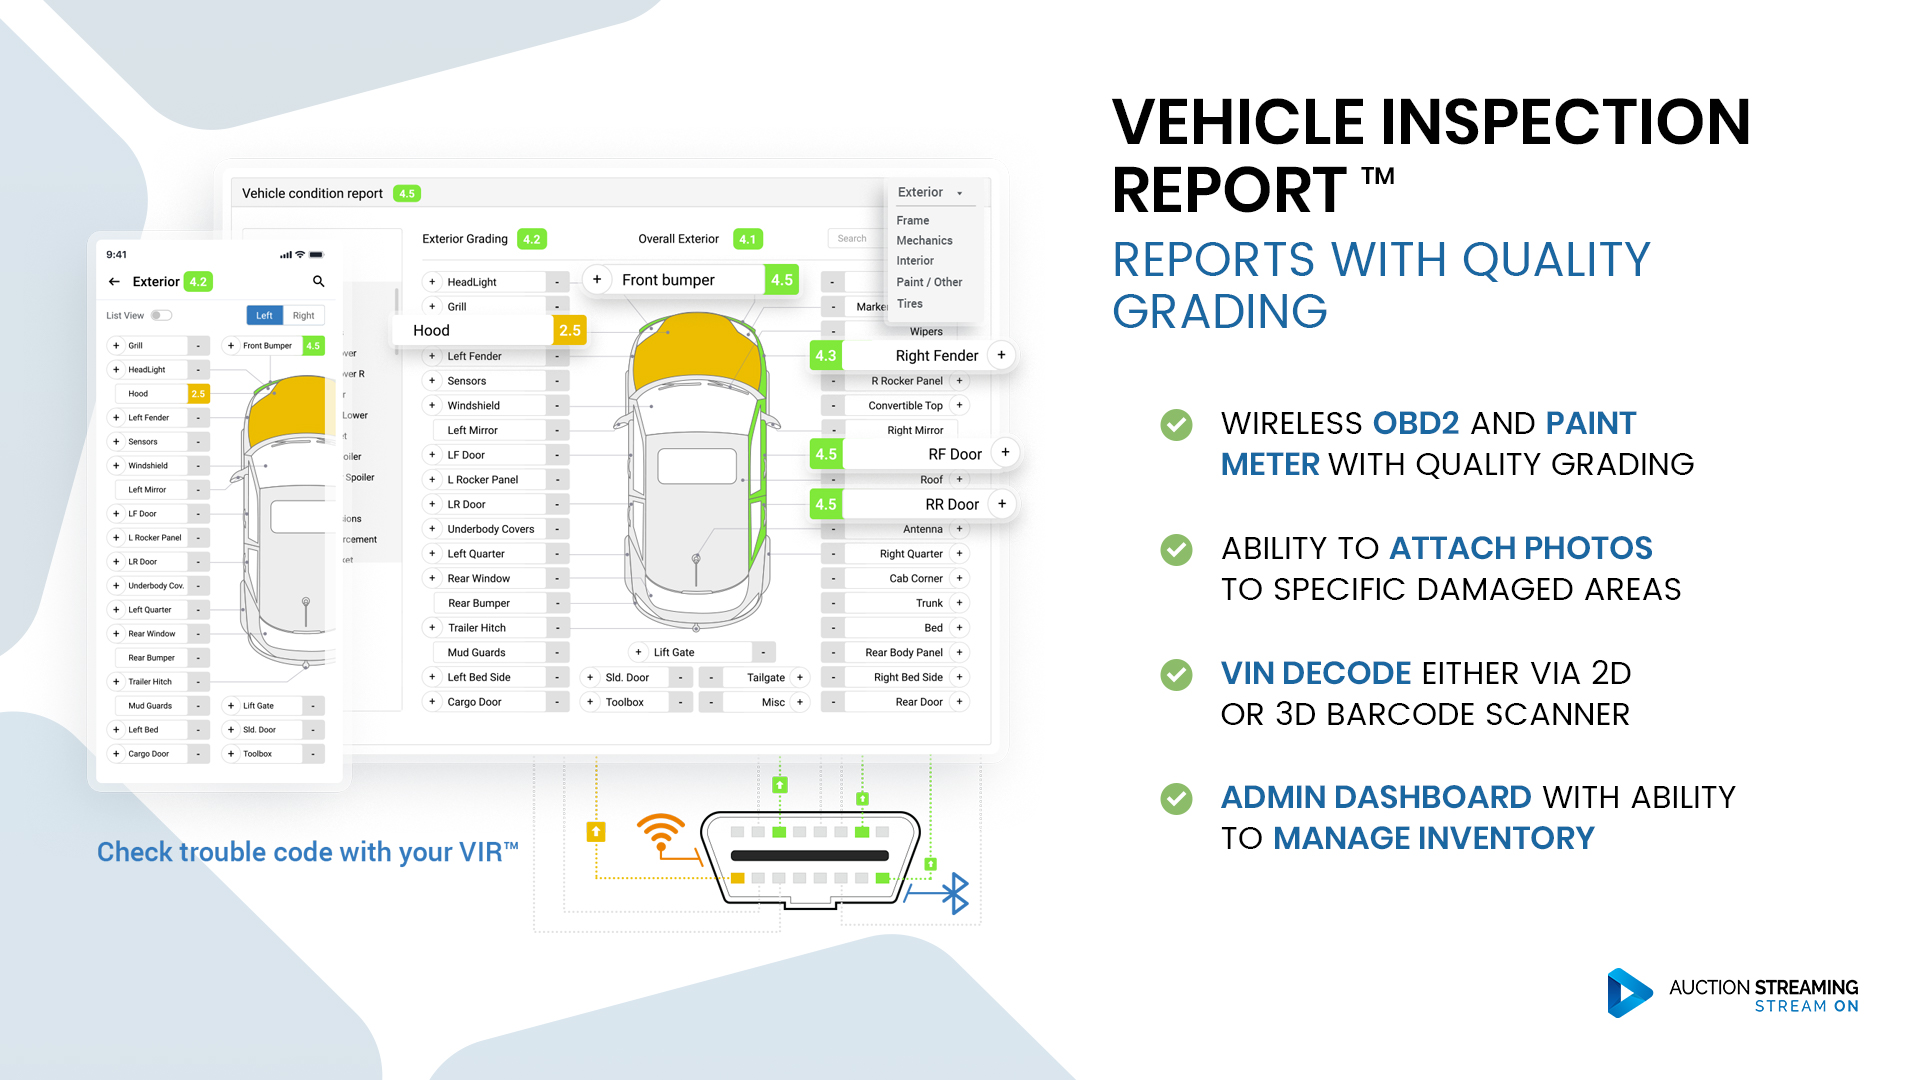 VEHICLE INSPECTION
REPORT ™
REPORTS WITH QUALITY
GRADING
WIRELESS OBD2 AND PAINT
METER WITH QUALITY GRADING
ABILITY TO ATTACH PHOTOS
TO SPECIFIC DAMAGED AREAS
VIN DECODE EITHER VIA 2D
OR 3D BARCODE SCANNER
ADMIN DASHBOARD WITH ABILITY
TO MANAGE INVENTORY
AUCTION STREAMING
STREAM ON
Vehicle condition report 4.5
Exterior
Frame
Mechanics
Interior
Paint / Other
Tires
Exterior Grading 4.2
Overall Exterior 4.1
Search
+ HeadLight -
+ Grill -
Hood 2.5
+ Left Fender -
+ Sensors -
+ Windshield -
Left Mirror -
+ LF Door -
+ L Rocker Panel -
+ LR Door -
+ Underbody Covers -
+ Left Quarter -
+ Rear Window -
Rear Bumper -
+ Trailer Hitch -
Mud Guards -
+ Left Bed Side -
+ Cargo Door -
+ Front bumper 4.5
+ Lift Gate -
+ Sld. Door -
- Tailgate +
+ Toolbox -
- Misc +
-
- Marke
- Wipers
4.3 Right Fender +
- R Rocker Panel +
- Convertible Top +
- Right Mirror
4.5 RF Door +
- Roof +
4.5 RR Door +
- Antenna +
- Right Quarter +
- Cab Corner +
- Trunk +
- Bed +
- Rear Body Panel +
- Right Bed Side +
- Rear Door +
9:41
Exterior 4.2
List View
Left Right
+ Grill -
+ HeadLight -
Hood 2.5
+ Left Fender -
+ Sensors -
+ Windshield -
Left Mirror -
+ LF Door -
+ L Rocker Panel -
+ LR Door -
+ Underbody Cov. -
+ Left Quarter -
+ Rear Window -
Rear Bumper -
+ Trailer Hitch -
Mud Guards -
+ Left Bed -
+ Cargo Door -
+ Front Bumper 4.5
+ Lift Gate -
+ Sld. Door -
+ Toolbox -
ver
ver R
r
Lower
et
oiler
Spoiler
ions
rcement
ket
Check trouble code with your VIR™